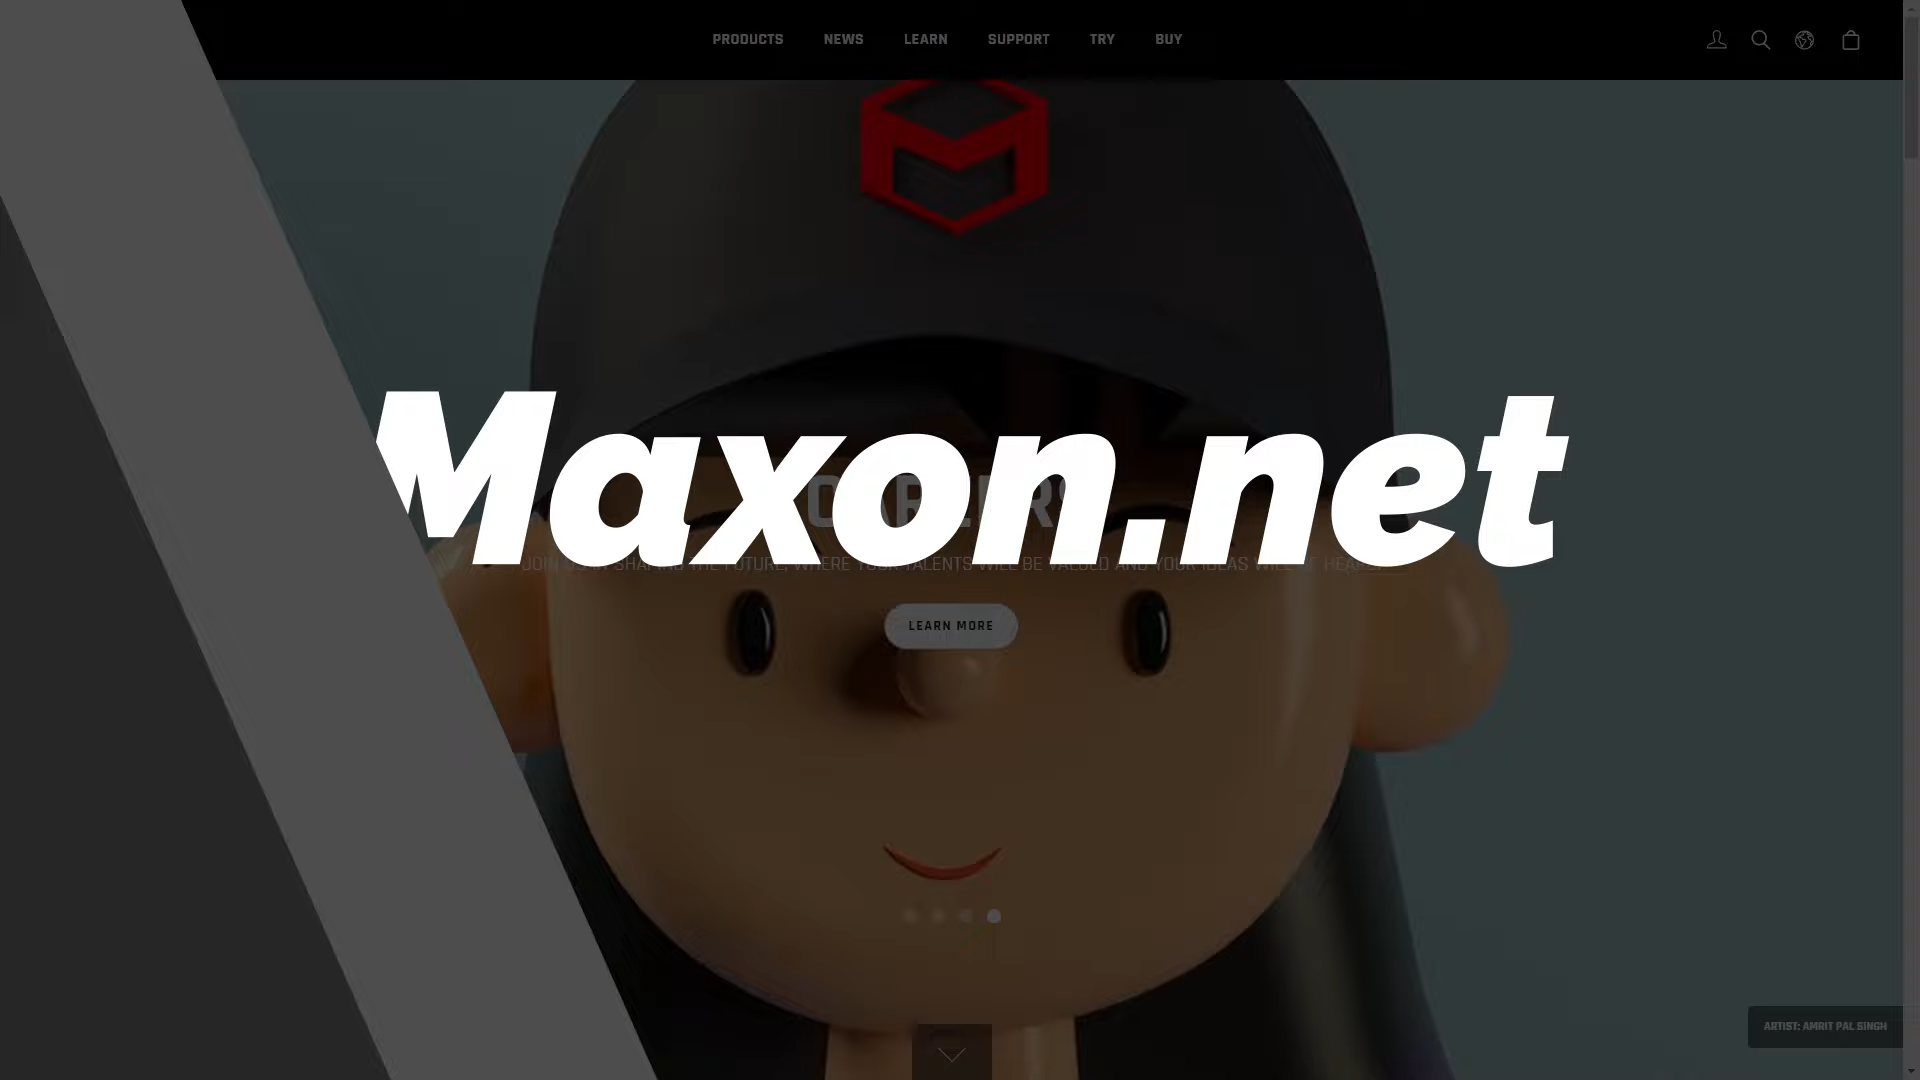 PRODUCTS NEWS LEARN SUPPORT TRY BUY
Maxon.net
LEARN MORE
ARTIST: AMRIT PAL SINGH